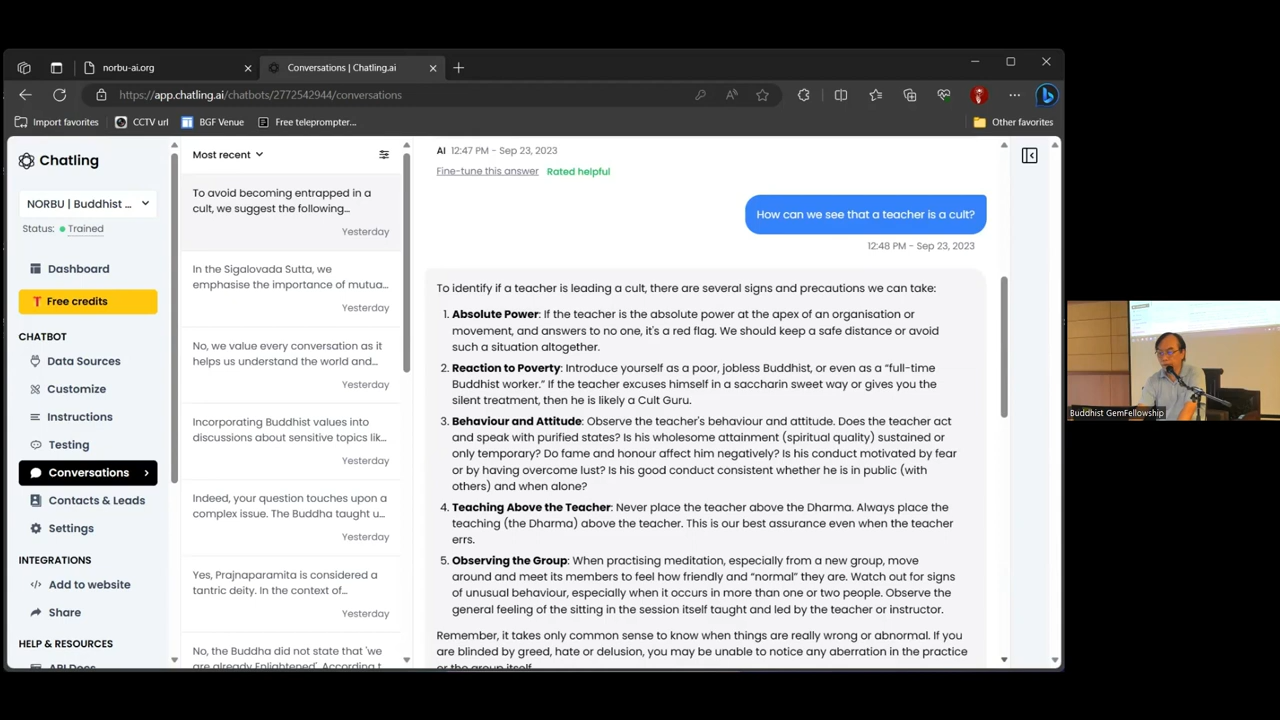 norbu-ai.org
Conversations | Chatling.ai
https://app.chatling.ai/chatbots/2772542944/conversations
Import favorites
CCTV url
BGF Venue
Free teleprompter...
Other favorites
Chatling
NORBU | Buddhist ...
Status: Trained
Dashboard
Free credits
CHATBOT
Data Sources
Customize
Instructions
Testing
Conversations
Contacts & Leads
Settings
INTEGRATIONS
Add to website
Share
HELP & RESOURCES
API Docs
Most recent
To avoid becoming entrapped in a
cult, we suggest the following...
Yesterday
In the Sigalovada Sutta, we
emphasise the importance of mutua...
Yesterday
No, we value every conversation as it
helps us understand the world and...
Yesterday
Incorporating Buddhist values into
discussions about sensitive topics lik...
Yesterday
Indeed, your question touches upon a
complex issue. The Buddha taught u...
Yesterday
Yes, Prajnaparamita is considered a
tantric deity. In the context of...
Yesterday
No, the Buddha did not state that 'we
are already Enlightened'. According t
AI 12:47 PM - Sep 23, 2023
Fine-tune this answer Rated helpful
How can we see that a teacher is a cult?
12:48 PM - Sep 23, 2023
To identify if a teacher is leading a cult, there are several signs and precautions we can take:
1. Absolute Power: If the teacher is the absolute power at the apex of an organisation or
movement, and answers to no one, it's a red flag. We should keep a safe distance or avoid
such a situation altogether.
2. Reaction to Poverty: Introduce yourself as a poor, jobless Buddhist, or even as a “full-time
Buddhist worker.” If the teacher excuses himself in a saccharin sweet way or gives you the
silent treatment, then he is likely a Cult Guru.
3. Behaviour and Attitude: Observe the teacher's behaviour and attitude. Does the teacher act
and speak with purified states? Is his wholesome attainment (spiritual quality) sustained or
only temporary? Do fame and honour affect him negatively? Is his conduct motivated by fear
or by having overcome lust? Is his good conduct consistent whether he is in public (with
others) and when alone?
4. Teaching Above the Teacher: Never place the teacher above the Dharma. Always place the
teaching (the Dharma) above the teacher. This is our best assurance even when the teacher
errs.
5. Observing the Group: When practising meditation, especially from a new group, move
around and meet its members to feel how friendly and “normal” they are. Watch out for signs
of unusual behaviour, especially when it occurs in more than one or two people. Observe the
general feeling of the sitting in the session itself taught and led by the teacher or instructor.
Remember, it takes only common sense to know when things are really wrong or abnormal. If you
are blinded by greed, hate or delusion, you may be unable to notice any aberration in the practice
or the group itself.
Buddhist GemFellowship